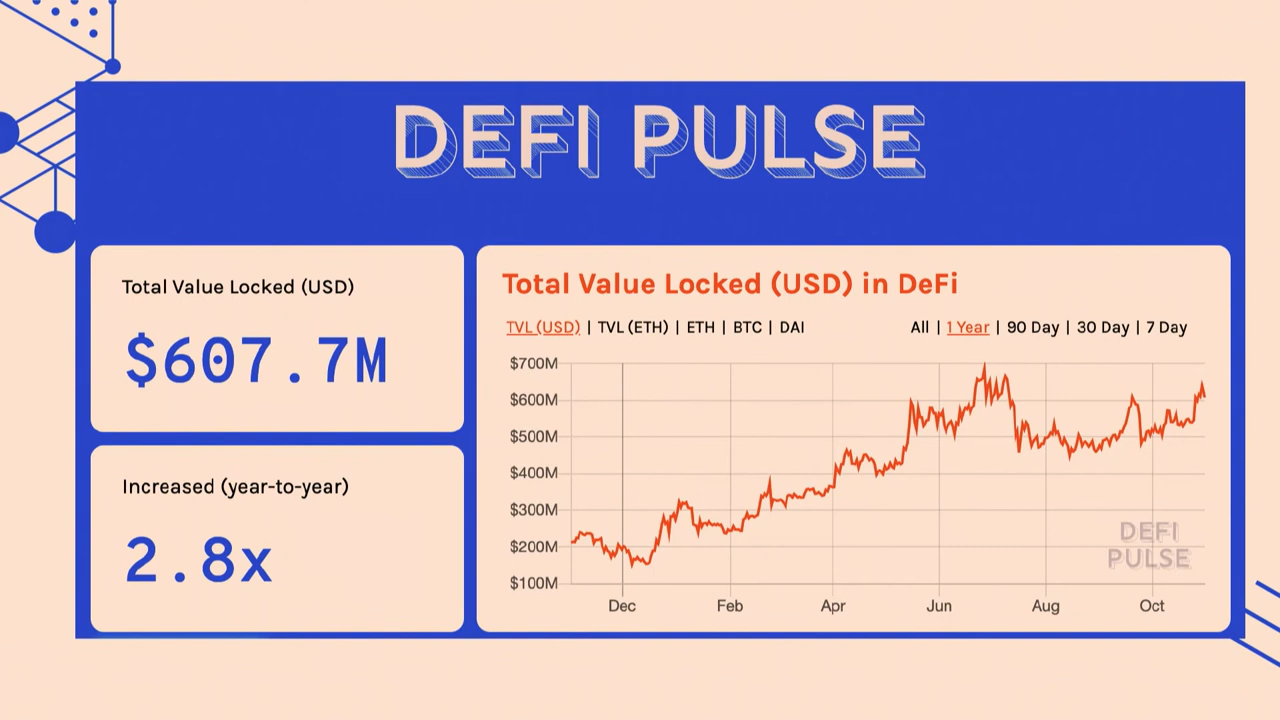 DEFI PULSE
Total Value Locked (USD)
$607.7M
Increased (year-to-year)
2.8x
Total Value Locked (USD) in DeFi
TVL (USD) | TVL (ETH) | ETH | BTC | DAI
All | 1 Year | 90 Day | 30 Day | 7 Day
$700M
$600M
$500M
$400M
$300M
$200M
$100M
Dec Feb Apr Jun Aug Oct
DEFI
PULSE